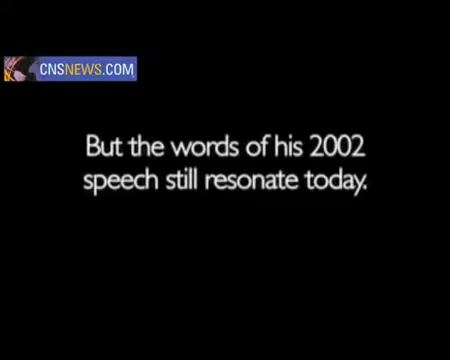 CNSNEWS.COM
But the words of his 2002
speech still resonate today.